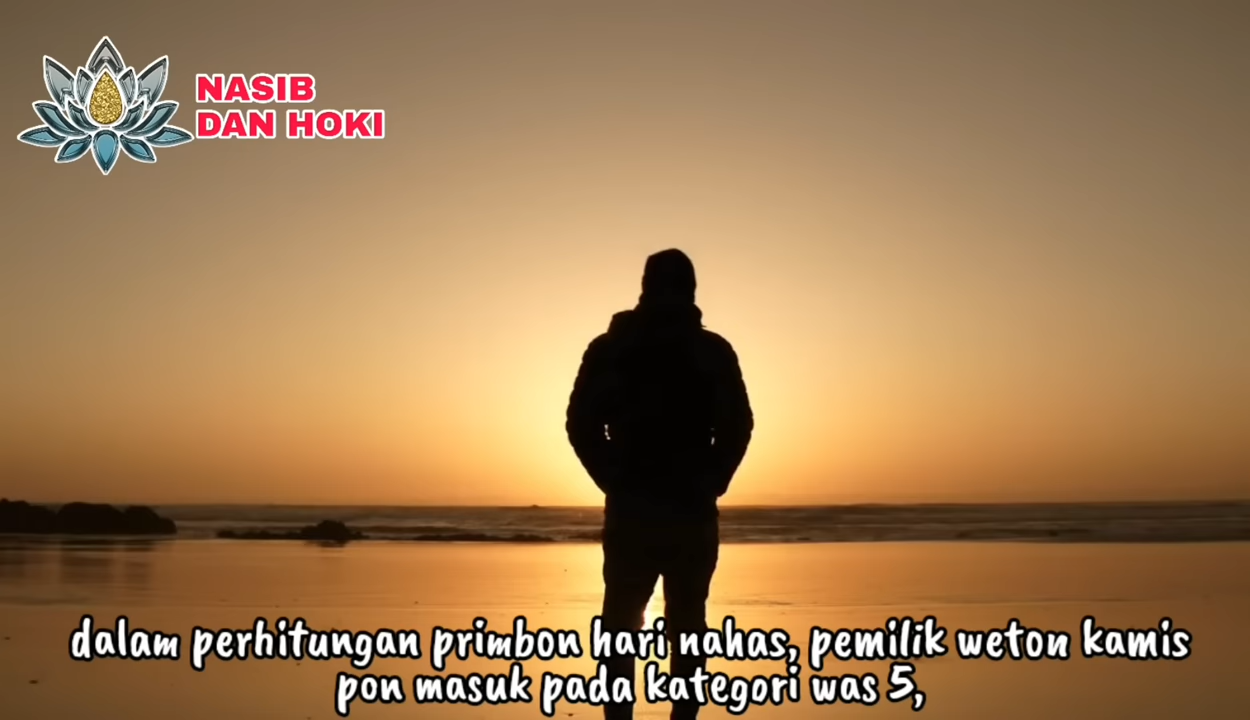 NASIB
DAN HOKI
dalam perhitungan primbon hari nahas, pemilik weton kamis
pon masuk pada kategori was 5,